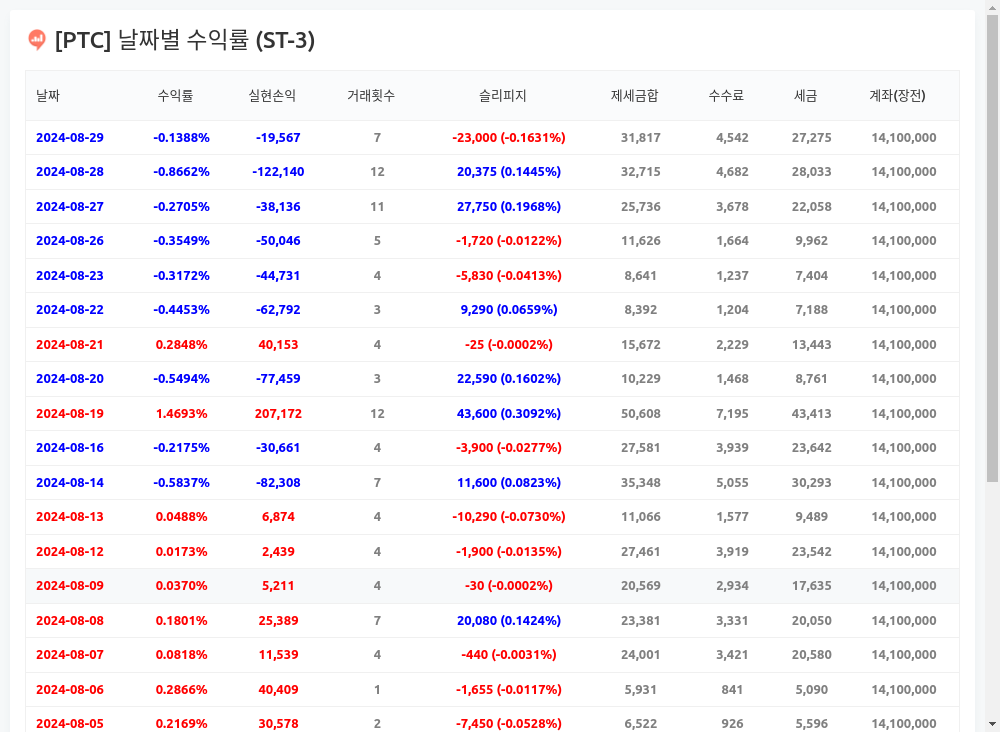 [PTC] 날짜별 수익률 (ST-3)
날짜 수익률 실현손익 거래횟수 슬리피지 제세금합 수수료 세금 계좌(장전)
2024-08-29 -0.1388% -19,567 7 -23,000 (-0.1631%) 31,817 4,542 27,275 14,100,000
2024-08-28 -0.8662% -122,140 12 20,375 (0.1445%) 32,715 4,682 28,033 14,100,000
2024-08-27 -0.2705% -38,136 11 27,750 (0.1968%) 25,736 3,678 22,058 14,100,000
2024-08-26 -0.3549% -50,046 5 -1,720 (-0.0122%) 11,626 1,664 9,962 14,100,000
2024-08-23 -0.3172% -44,731 4 -5,830 (-0.0413%) 8,641 1,237 7,404 14,100,000
2024-08-22 -0.4453% -62,792 3 9,290 (0.0659%) 8,392 1,204 7,188 14,100,000
2024-08-21 0.2848% 40,153 4 -25 (-0.0002%) 15,672 2,229 13,443 14,100,000
2024-08-20 -0.5494% -77,459 3 22,590 (0.1602%) 10,229 1,468 8,761 14,100,000
2024-08-19 1.4693% 207,172 12 43,600 (0.3092%) 50,608 7,195 43,413 14,100,000
2024-08-16 -0.2175% -30,661 4 -3,900 (-0.0277%) 27,581 3,939 23,642 14,100,000
2024-08-14 -0.5837% -82,308 7 11,600 (0.0823%) 35,348 5,055 30,293 14,100,000
2024-08-13 0.0488% 6,874 4 -10,290 (-0.0730%) 11,066 1,577 9,489 14,100,000
2024-08-12 0.0173% 2,439 4 -1,900 (-0.0135%) 27,461 3,919 23,542 14,100,000
2024-08-09 0.0370% 5,211 4 -30 (-0.0002%) 20,569 2,934 17,635 14,100,000
2024-08-08 0.1801% 25,389 7 20,080 (0.1424%) 23,381 3,331 20,050 14,100,000
2024-08-07 0.0818% 11,539 4 -440 (-0.0031%) 24,001 3,421 20,580 14,100,000
2024-08-06 0.2866% 40,409 1 -1,655 (-0.0117%) 5,931 841 5,090 14,100,000
2024-08-05 0.2169% 30,578 2 -7,450 (-0.0528%) 6,522 926 5,596 14,100,000